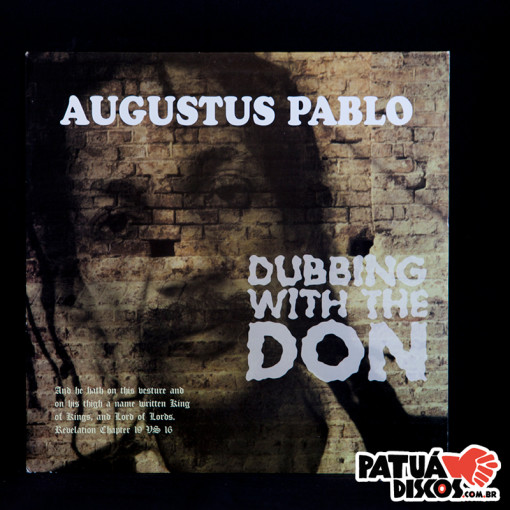 AUGUSTUS PABLO
DUBBING
WITH THE
DON
And he hath on this vesture and
on his thigh a name written King
of Kings, and Lord of Lords.
Revelation Chapter 19 VS 16
PATUÁ
DISCOS.COM.BR